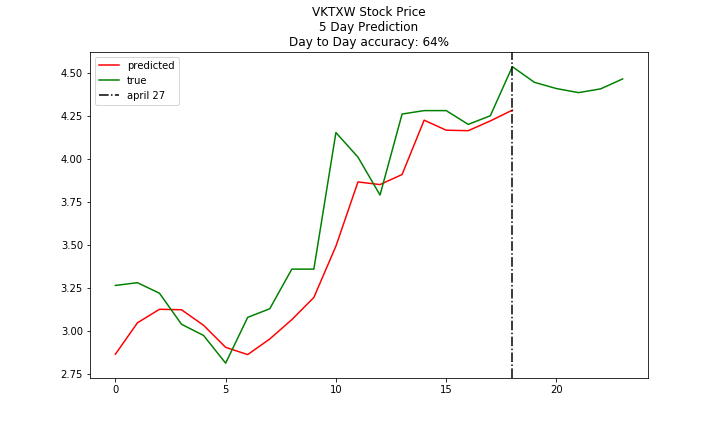 VKTXW Stock Price
5 Day Prediction
Day to Day accuracy: 64%
predicted
true
april 27
4.50
4.25
4.00
3.75
3.50
3.25
3.00
2.75
0 5 10 15 20